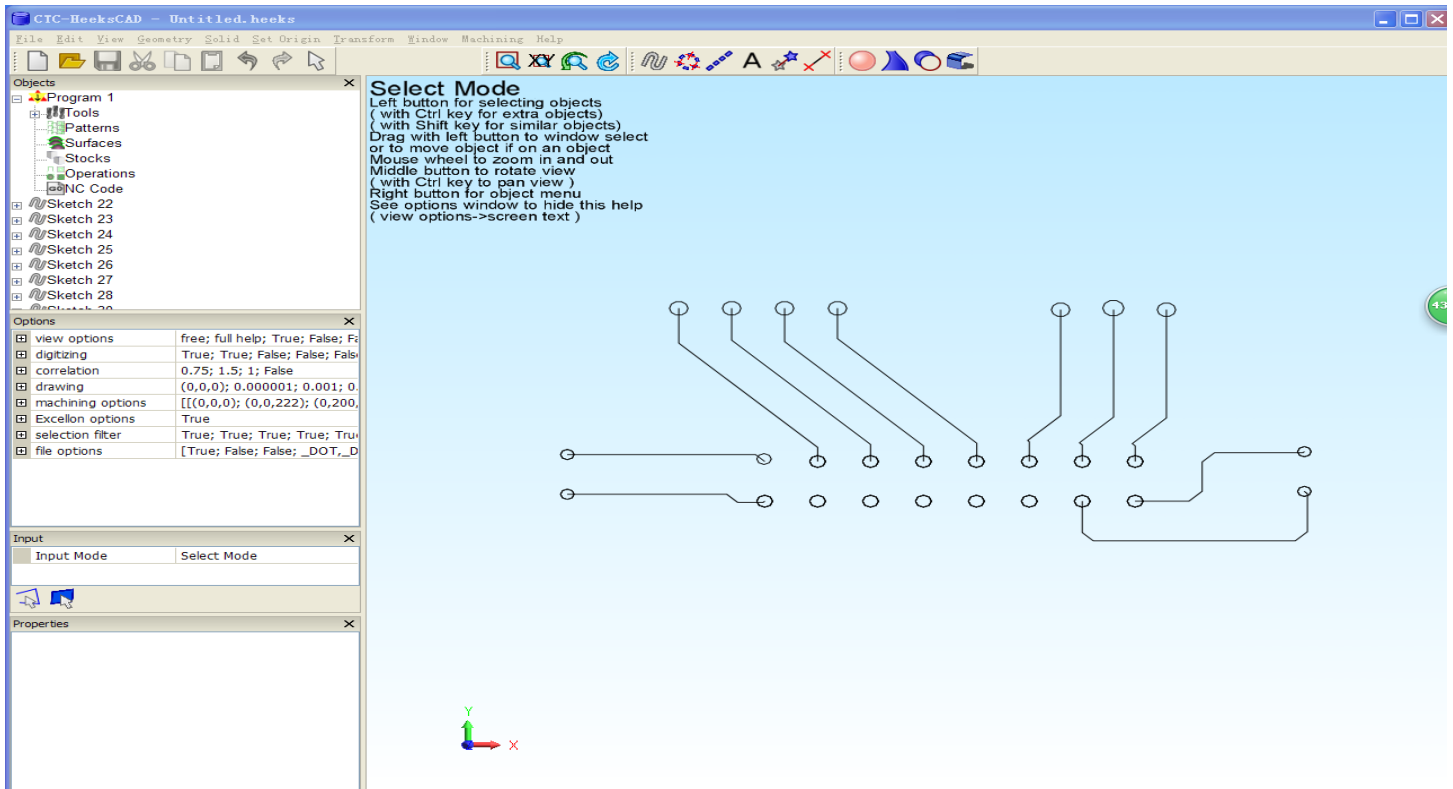 CTC-HeeksCAD - Untitled.heeks
File Edit View Geometry Solid Set Origin Transform Window Machining Help
Objects
Program 1
Tools
Patterns
Surfaces
Stocks
Operations
NC Code
Sketch 22
Sketch 23
Sketch 24
Sketch 25
Sketch 26
Sketch 27
Sketch 28
Options
view options free; full help; True; False; Fa
digitizing True; True; False; False; Fals
correlation 0.75; 1.5; 1; False
drawing (0,0,0); 0.000001; 0.001; 0.
machining options [[(0,0,0); (0,0,222); (0,200,
Excellon options True
selection filter True; True; True; True; Tru
file options [True; False; False; _DOT,_D
Input
Input Mode Select Mode
Properties
Select Mode
Left button for selecting objects
( with Ctrl key for extra objects)
( with Shift key for similar objects)
Drag with left button to window select
or to move object if on an object
Mouse wheel to zoom in and out
Middle button to rotate view
( with Ctrl key to pan view )
Right button for object menu
See options window to hide this help
( view options->screen text )
43
Y
X